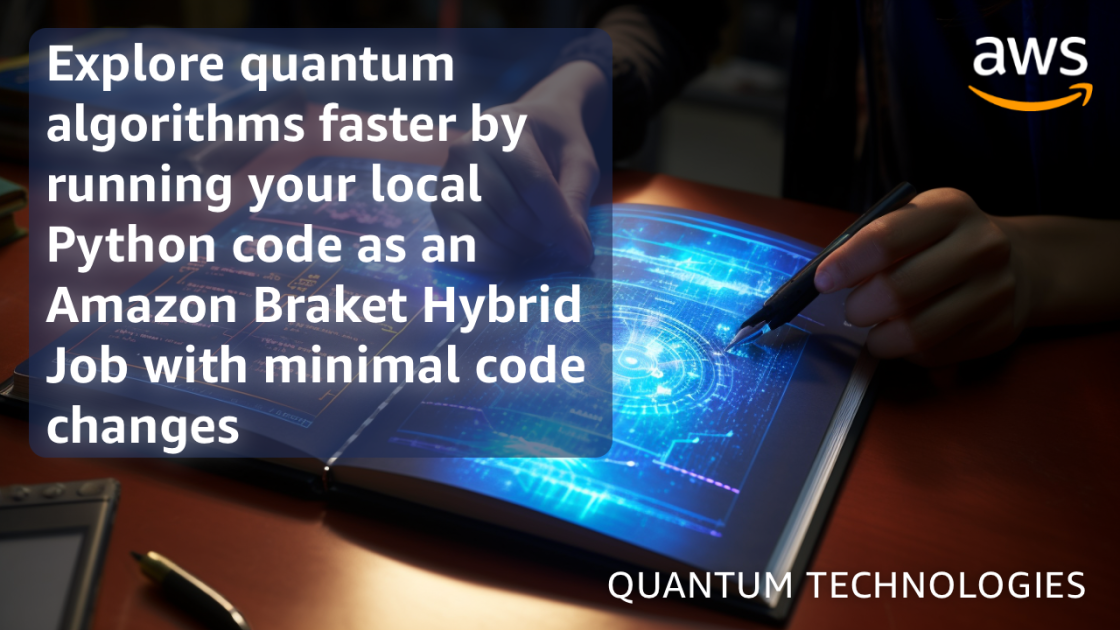 Explore quantum
algorithms faster by
running your local
Python code as an
Amazon Braket Hybrid
Job with minimal code
changes
aws
QUANTUM TECHNOLOGIES